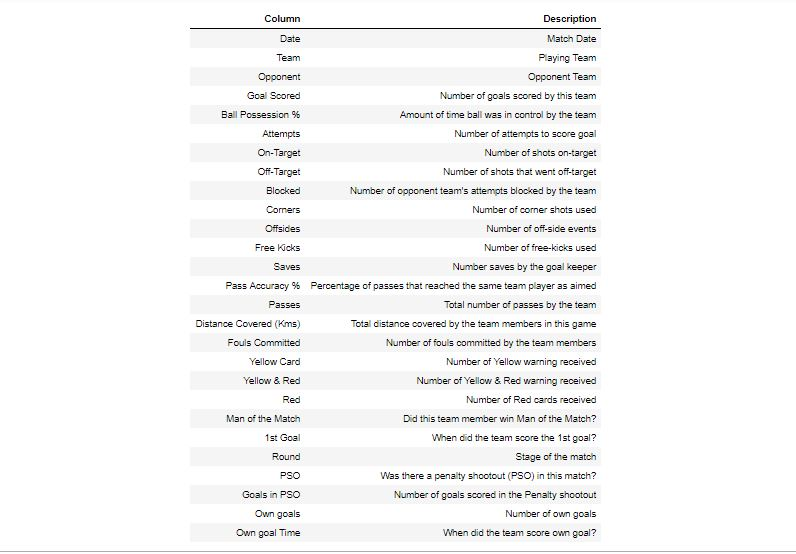 Column Description
Date Match Date
Team Playing Team
Opponent Opponent Team
Goal Scored Number of goals scored by this team
Ball Possession % Amount of time ball was in control by the team
Attempts Number of attempts to score goal
On-Target Number of shots on-target
Off-Target Number of shots that went off-target
Blocked Number of opponent team's attempts blocked by the team
Corners Number of corner shots used
Offsides Number of off-side events
Free Kicks Number of free-kicks used
Saves Number saves by the goal keeper
Pass Accuracy % Percentage of passes that reached the same team player as aimed
Passes Total number of passes by the team
Distance Covered (Kms) Total distance covered by the team members in this game
Fouls Committed Number of fouls committed by the team members
Yellow Card Number of Yellow warning received
Yellow & Red Number of Yellow & Red warning received
Red Number of Red cards received
Man of the Match Did this team member win Man of the Match?
1st Goal When did the team score the 1st goal?
Round Stage of the match
PSO Was there a penalty shootout (PSO) in this match?
Goals in PSO Number of goals scored in the Penalty shootout
Own goals Number of own goals
Own goal Time When did the team score own goal?